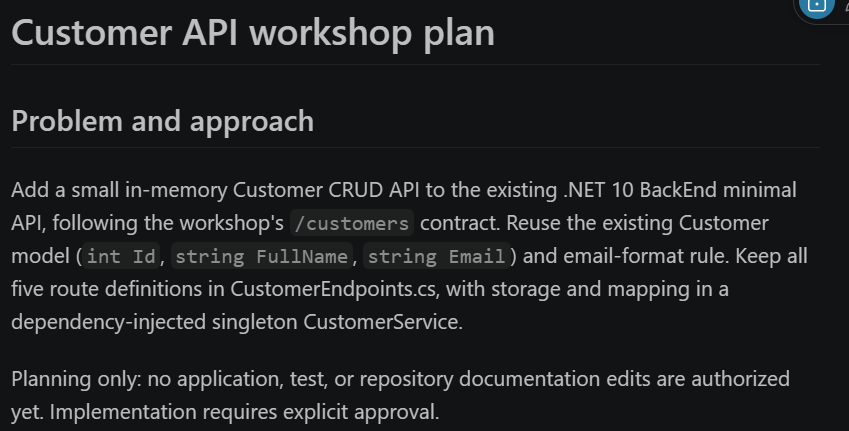 Customer API workshop plan
Problem and approach
Add a small in-memory Customer CRUD API to the existing .NET 10 BackEnd minimal
API, following the workshop's /customers contract. Reuse the existing Customer
model (int Id, string FullName, string Email) and email-format rule. Keep all
five route definitions in CustomerEndpoints.cs, with storage and mapping in a
dependency-injected singleton CustomerService.
Planning only: no application, test, or repository documentation edits are authorized
yet. Implementation requires explicit approval.